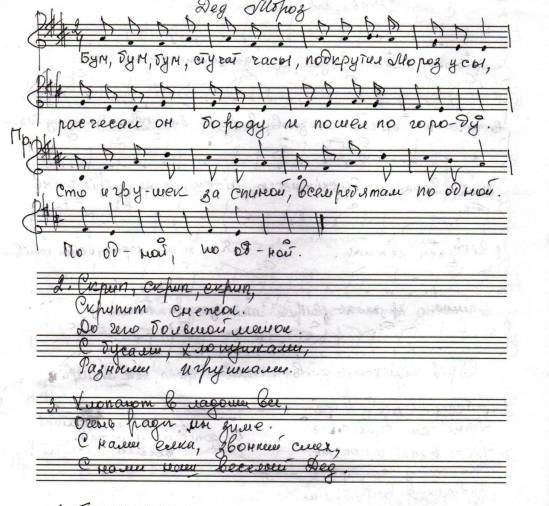 Дед Мороз
Бум, бум, бум, стучат часы, подкрутил Мороз усы,
расчесал он бороду и пошел по горо-ду.
Пр.
Сто игру-шек за спиной, всем ребятам по одной.
По од-ной, по од-ной.
2. Скрип, скрип, скрип,
Скрипит снежок.
До чего большой мешок.
С бусами, хлопушками,
Разными игрушками.
3. Хлопают в ладоши все,
Очень рады мы зиме.
С нами елка, звонкий смех,
С нами наш веселый Дед.